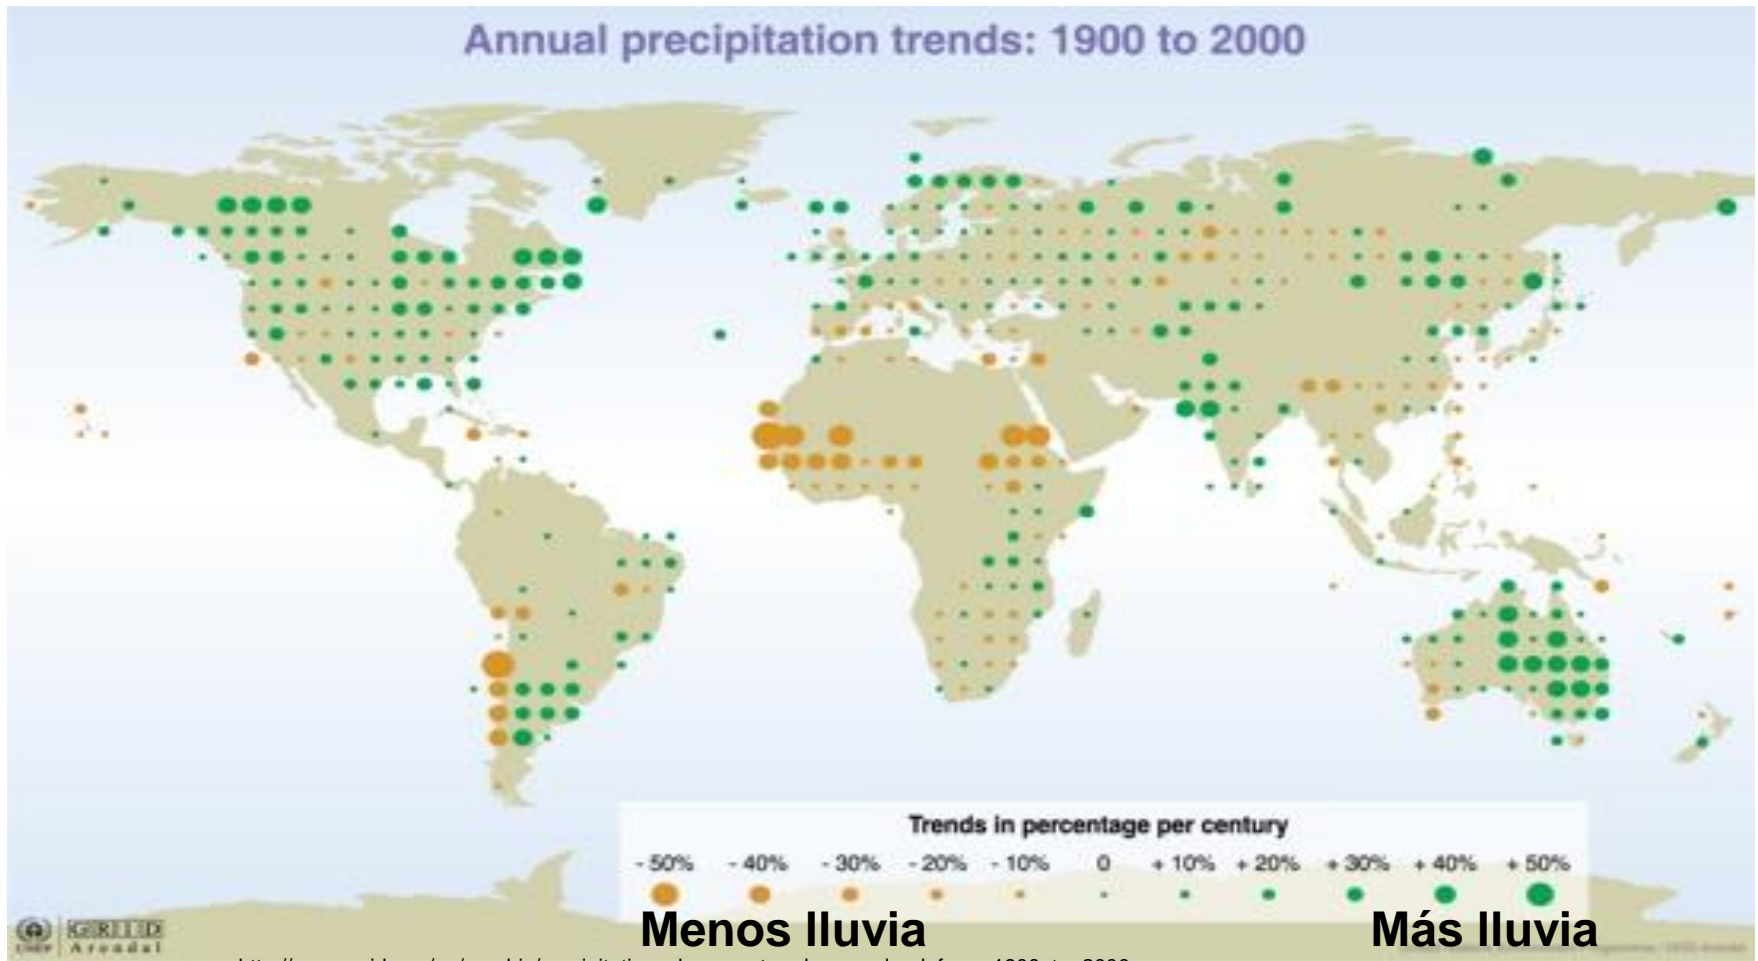 Annual precipitation trends: 1900 to 2000
Trends in percentage per century
- 50% - 40% - 30% - 20% - 10% 0 + 10% + 20% + 30% + 40% + 50%
Menos lluvia Más lluvia
UNEP GRID
Arendal